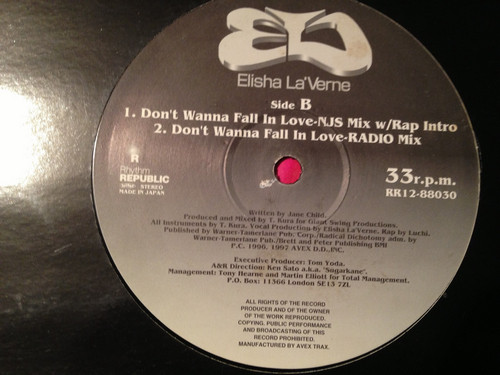 ED
Elisha La'Verne
Side B
1. Don't Wanna Fall In Love-NJS Mix w/Rap Intro
2. Don't Wanna Fall In Love-RADIO Mix
R
Rhythm
REPUBLIC
STEREO
MADE IN JAPAN
33r.p.m.
RR12-88030
Written by Jane Child.
Produced and Mixed by T. Kura for Giant Swing Productions.
All Instruments by T. Kura. Vocal Production by Elisha La'Verne. Rap by Luchi.
Published by Warner-Tamerlane Pub. Corp./Radical Dichotomy adm. by
Warner-Tamerlane Pub./Brett and Peter Publishing BMI
P.C. 1996, 1997 AVEX D.D.,INC.
Executive Producer: Tom Yoda.
A&R Direction: Ken Sato a.k.a. "Sugarkane".
Management: Tony Hearne and Martin Elliott for Total Management.
P.O. Box: 11366 London SE13 7ZL
ALL RIGHTS OF THE RECORD
PRODUCER AND OF THE OWNER
OF THE WORK REPRODUCED.
COPYING. PUBLIC PERFORMANCE
AND BROADCASTING OF THIS
RECORD PROHIBITED.
MANUFACTURED BY AVEX TRAX.